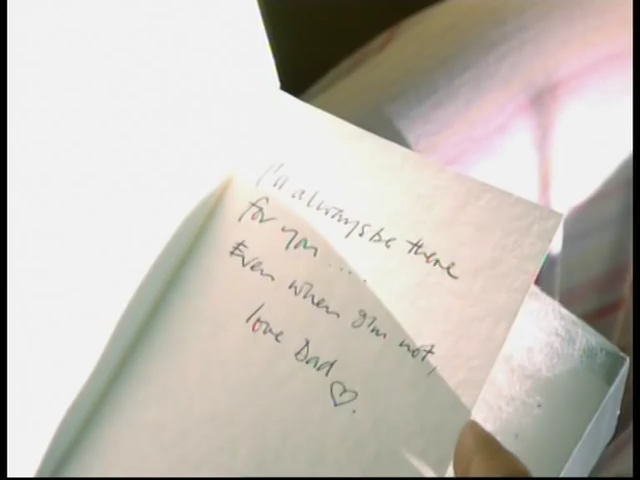 I'll always be there
for you ....
Even when I'm not,
love Dad
♡.